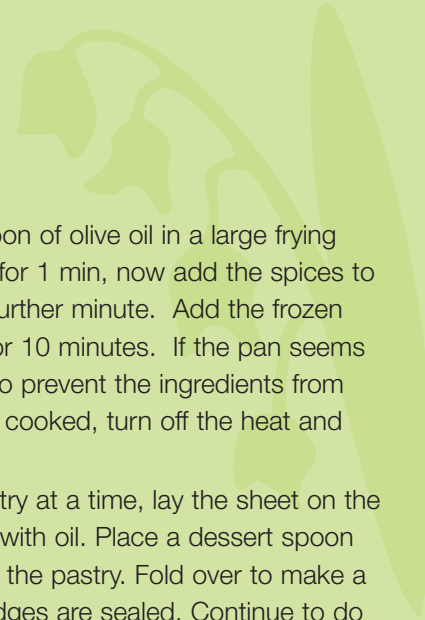 on of olive oil in a large frying
for 1 min, now add the spices to
urther minute.  Add the frozen
or 10 minutes.  If the pan seems
o prevent the ingredients from
cooked, turn off the heat and
try at a time, lay the sheet on the
with oil. Place a dessert spoon
the pastry. Fold over to make a
dges are sealed. Continue to do